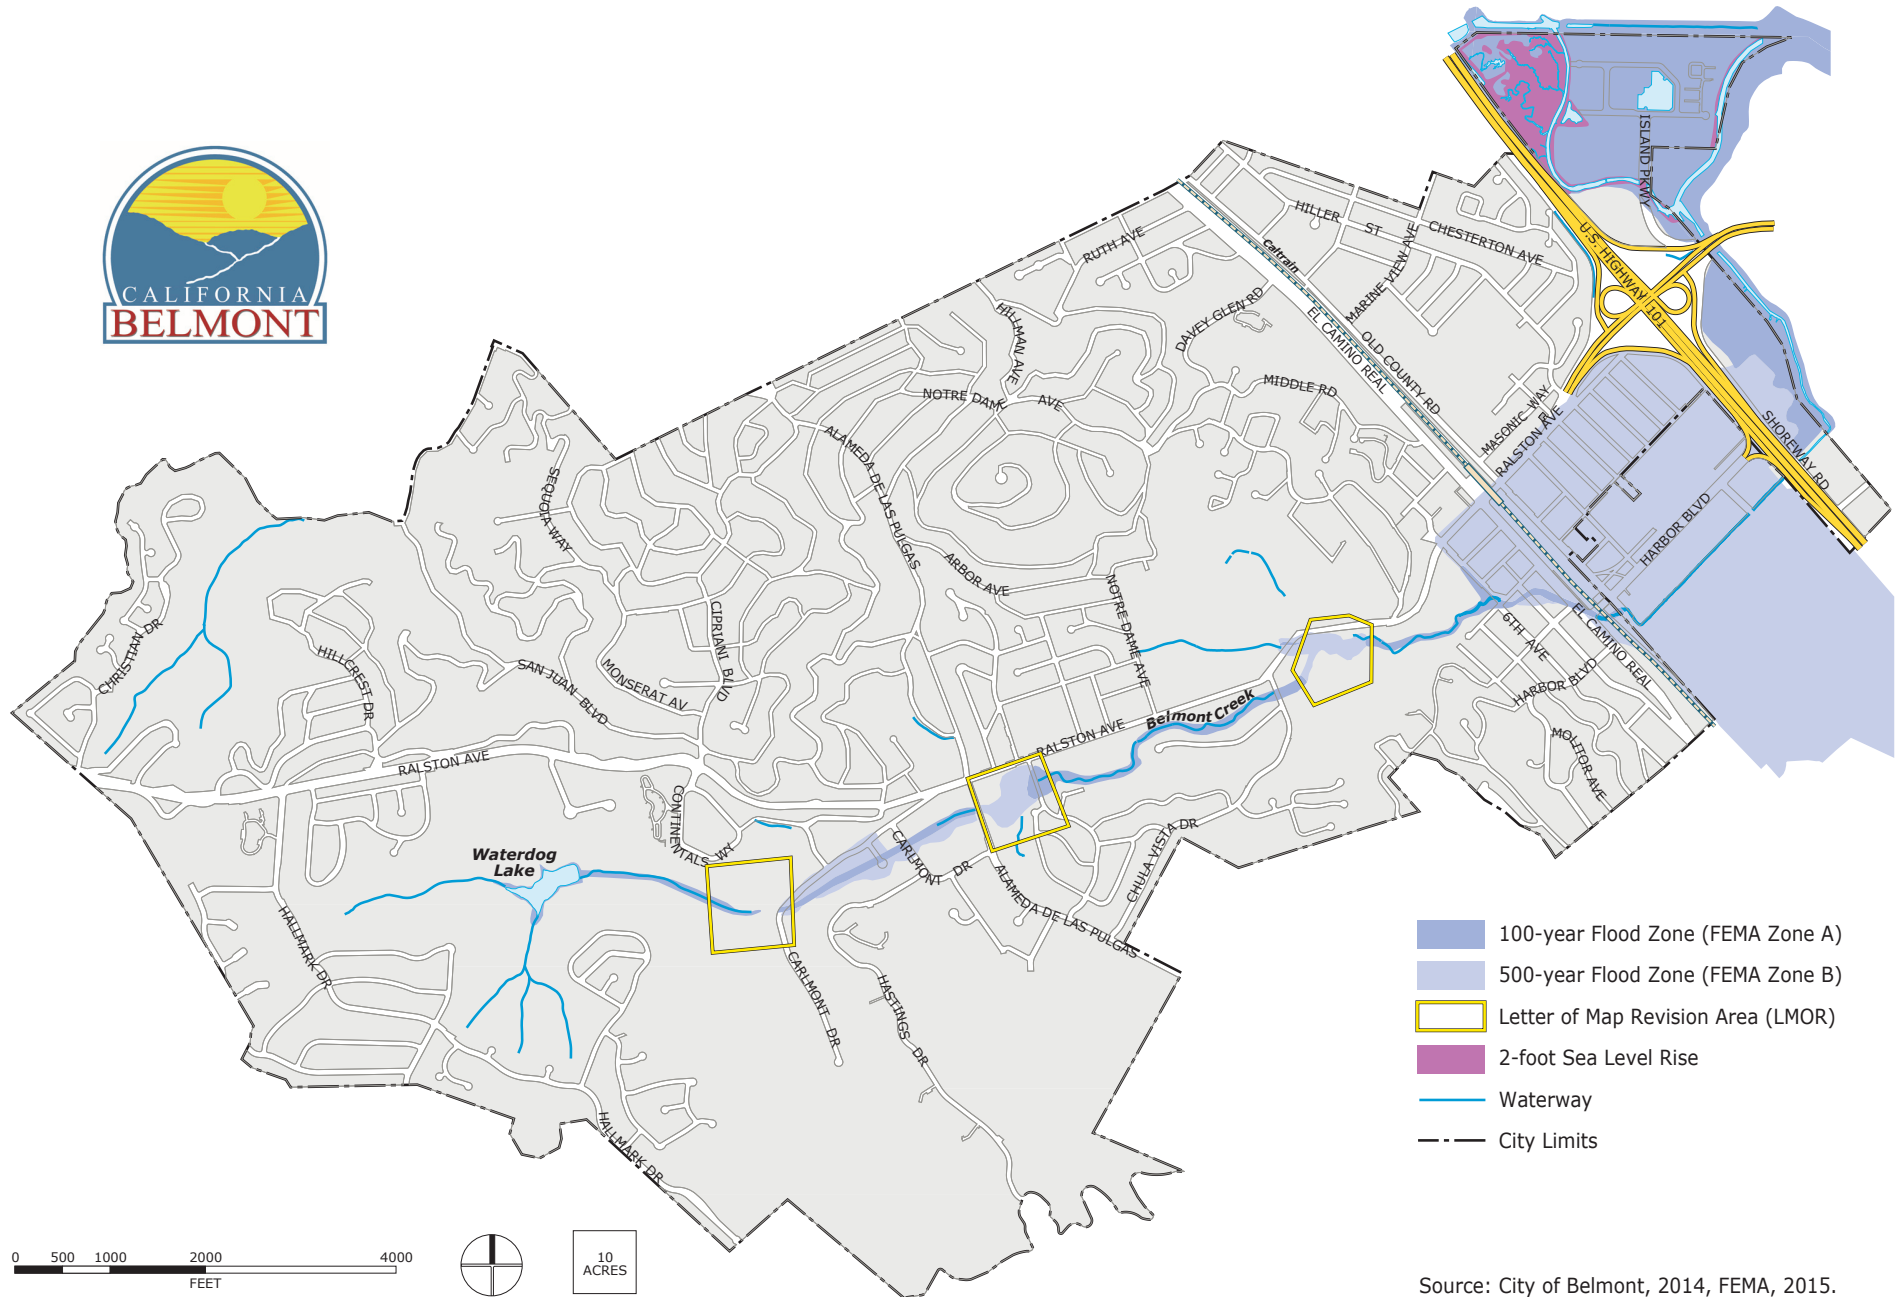 CALIFORNIA
BELMONT
ISLAND PKWY
U.S. HIGHWAY 101
HILLER ST
CHESTERTON AVE
MARINE VIEW AVE
RUTH AVE
Caltrain
DAVEY GLEN RD
EL CAMINO REAL
OLD COUNTY RD
HILLMAN AVE
MIDDLE RD
NOTRE DAME AVE
MASONIC WAY
RALSTON AVE
SHOREWAY RD
HARBOR BLVD
ALAMEDA DE LAS PULGAS
SEQUOIA WAY
ARBOR AVE
NOTRE DAME AVE
CIPRIANI BLVD
CHRISTIAN DR
HILLCREST DR
SAN JUAN BLVD
MONSERAT AV
6TH AVE
EL CAMINO REAL
HARBOR BLVD
MOLITOR AVE
Belmont Creek
RALSTON AVE
RALSTON AVE
CONTINENTALS WY
CARLMONT DR
CHULA VISTA DR
Waterdog
Lake
ALAMEDA DE LAS PULGAS
HALLMARK DR
CARLMONT DR
HASTINGS DR
HALLMARK DR
100-year Flood Zone (FEMA Zone A)
500-year Flood Zone (FEMA Zone B)
Letter of Map Revision Area (LMOR)
2-foot Sea Level Rise
Waterway
City Limits
0 500 1000 2000 4000
FEET
10
ACRES
Source: City of Belmont, 2014, FEMA, 2015.